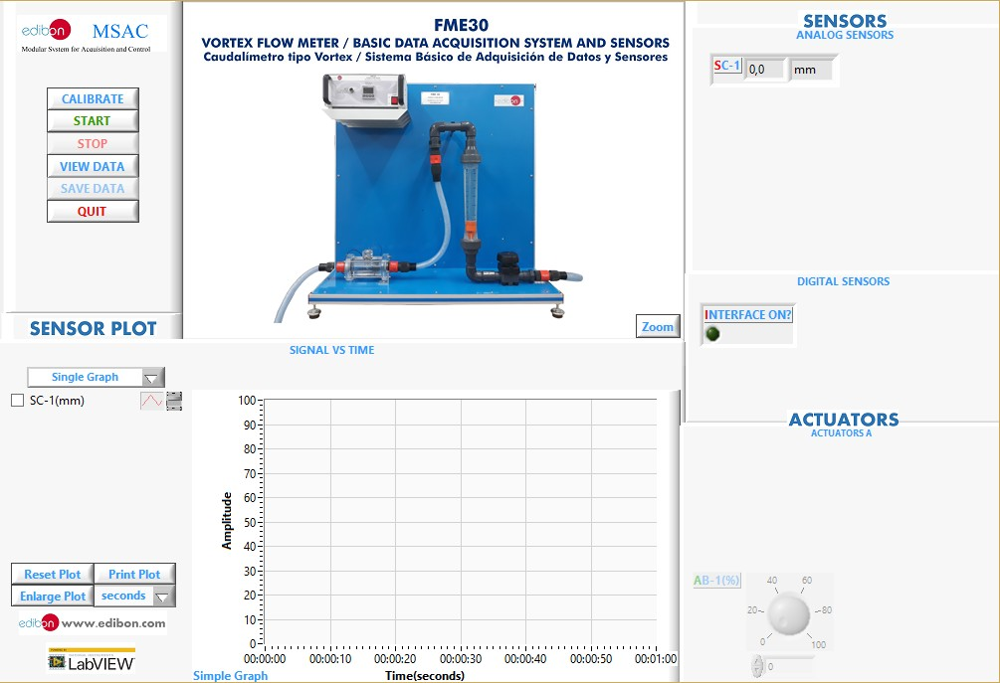 edibon MSAC
Modular System for Acquisition and Control
CALIBRATE
START
STOP
VIEW DATA
SAVE DATA
QUIT
FME30
VORTEX FLOW METER / BASIC DATA ACQUISITION SYSTEM AND SENSORS
Caudalímetro tipo Vortex / Sistema Básico de Adquisición de Datos y Sensores
edibon
Zoom
SENSORS
ANALOG SENSORS
SC-1 0,0 mm
DIGITAL SENSORS
INTERFACE ON?
ACTUATORS
ACTUATORS A
AB-1(%)
0 20 40 60 80 100
0
SENSOR PLOT
SIGNAL VS TIME
Single Graph
SC-1(mm)
Amplitude
100
90
80
70
60
50
40
30
20
10
0
00:00:00 00:00:10 00:00:20 00:00:30 00:00:40 00:00:50 00:01:00
Simple Graph
Time(seconds)
Reset Plot Print Plot
Enlarge Plot seconds
edibon www.edibon.com
LabVIEW